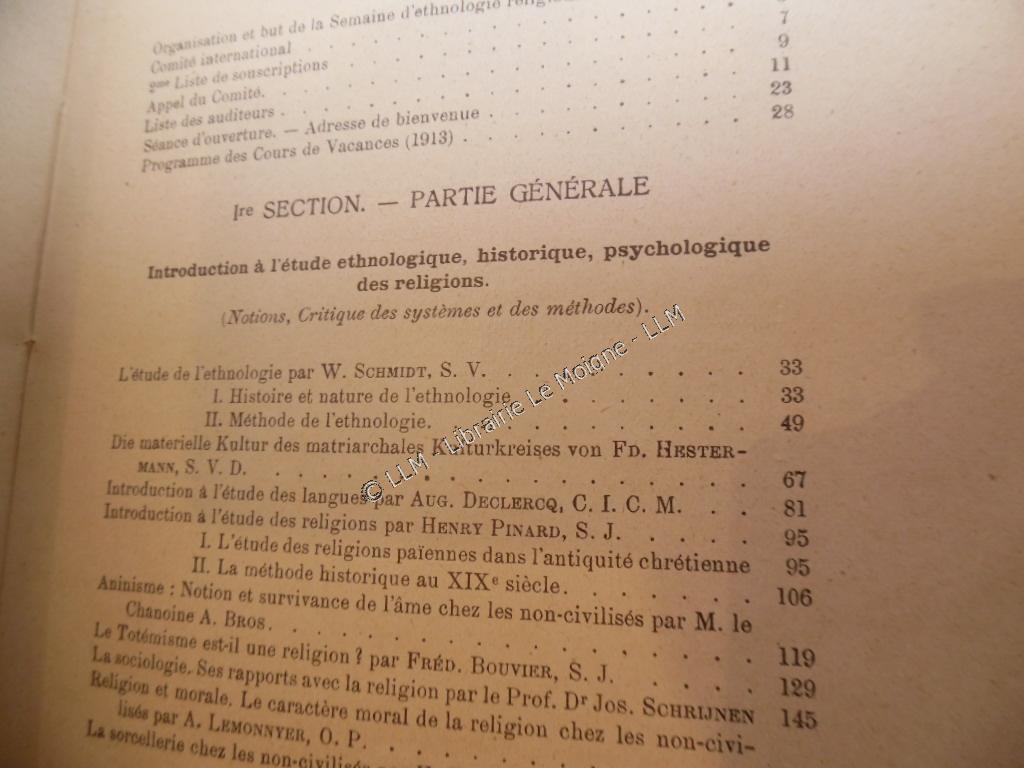 Organisation et but de la Semaine d'ethnologie
Comité international . . . 7
2me Liste de souscriptions . . . 9
Appel du Comité. . . . 11
Liste des auditeurs . . . 23
Séance d'ouverture. — Adresse de bienvenue . . . 28
Programme des Cours de Vacances (1913) . . .
Ire SECTION. — PARTIE GÉNÉRALE
Introduction à l'étude ethnologique, historique, psychologique
des religions.
(Notions, Critique des systèmes et des méthodes).
L'étude de l'ethnologie par W. SCHMIDT, S. V. . . . 33
I. Histoire et nature de l'ethnologie . . . 33
II. Méthode de l'ethnologie. . . . 49
Die materielle Kultur des matriarchales Kulturkreises von FD. HESTER-
MANN, S. V. D. . . . 67
Introduction à l'étude des langues par AUG. DECLERCQ, C. I. C. M. . . . 81
Introduction à l'étude des religions par HENRY PINARD, S. J. . . . 95
I. L'étude des religions païennes dans l'antiquité chrétienne 95
II. La méthode historique au XIXe siècle. . . . 106
Aninisme : Notion et survivance de l'âme chez les non-civilisés par M. le
Chanoine A. BROS. . . . 119
Le Totémisme est-il une religion ? par FRÉD. BOUVIER, S. J. . . . 129
La sociologie. Ses rapports avec la religion par le Prof. Dr JOS. SCHRIJNEN 145
Religion et morale. Le caractère moral de la religion chez les non-civi-
lisés par A. LEMONNYER, O. P. . . .
La sorcellerie chez les non-civilisés
© LLM - Librairie Le Moigne - LLM